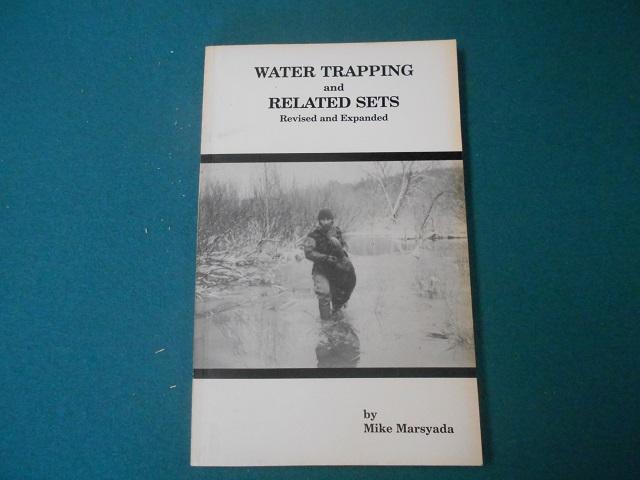 WATER TRAPPING
and
RELATED SETS
Revised and Expanded
by
Mike Marsyada